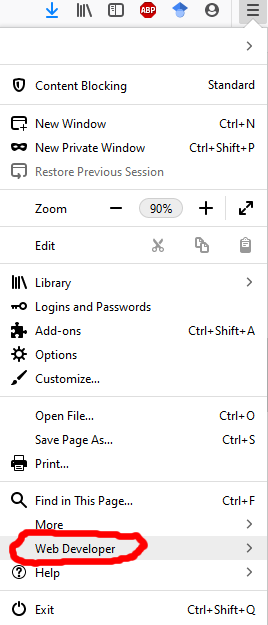 ABP
Content Blocking Standard
New Window Ctrl+N
New Private Window Ctrl+Shift+P
Restore Previous Session
Zoom 90%
Edit
Library
Logins and Passwords
Add-ons Ctrl+Shift+A
Options
Customize...
Open File... Ctrl+O
Save Page As... Ctrl+S
Print...
Find in This Page... Ctrl+F
More
Web Developer
Help
Exit Ctrl+Shift+Q